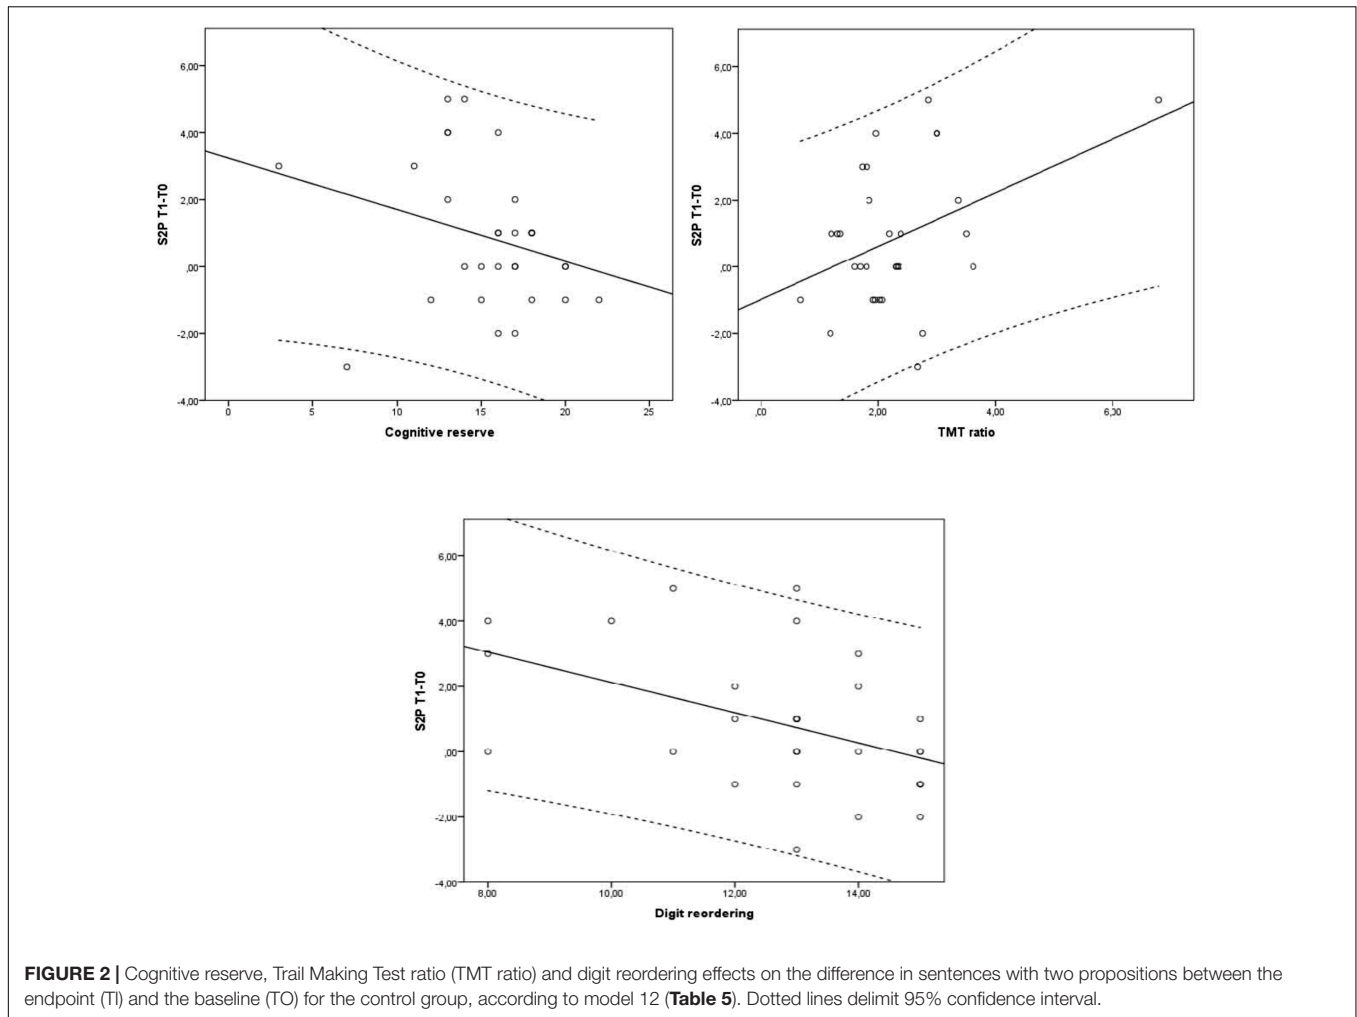 6,00
4,00
2,00
,00
-2,00
-4,00
S2P T1-T0
0 5 10 15 20 25
Cognitive reserve
6,00
4,00
2,00
,00
-2,00
-4,00
S2P T1-T0
,00 2,00 4,00 6,00
TMT ratio
6,00
4,00
2,00
,00
-2,00
-4,00
S2P T1-T0
8,00 10,00 12,00 14,00
Digit reordering
FIGURE 2 | Cognitive reserve, Trail Making Test ratio (TMT ratio) and digit reordering effects on the difference in sentences with two propositions between the
endpoint (TI) and the baseline (TO) for the control group, according to model 12 (Table 5). Dotted lines delimit 95% confidence interval.